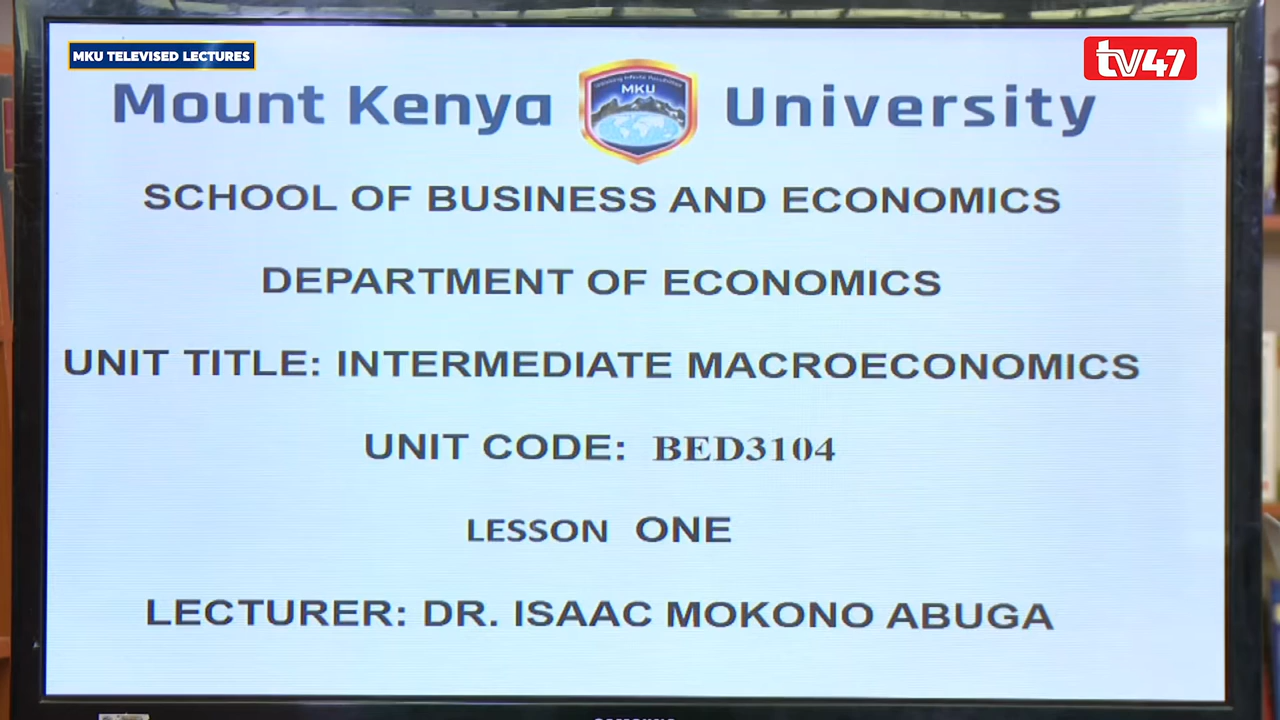 MKU TELEVISED LECTURES
tv47
Mount Kenya University
MKU
SCHOOL OF BUSINESS AND ECONOMICS
DEPARTMENT OF ECONOMICS
UNIT TITLE: INTERMEDIATE MACROECONOMICS
UNIT CODE: BED3104
LESSON ONE
LECTURER: DR. ISAAC MOKONO ABUGA